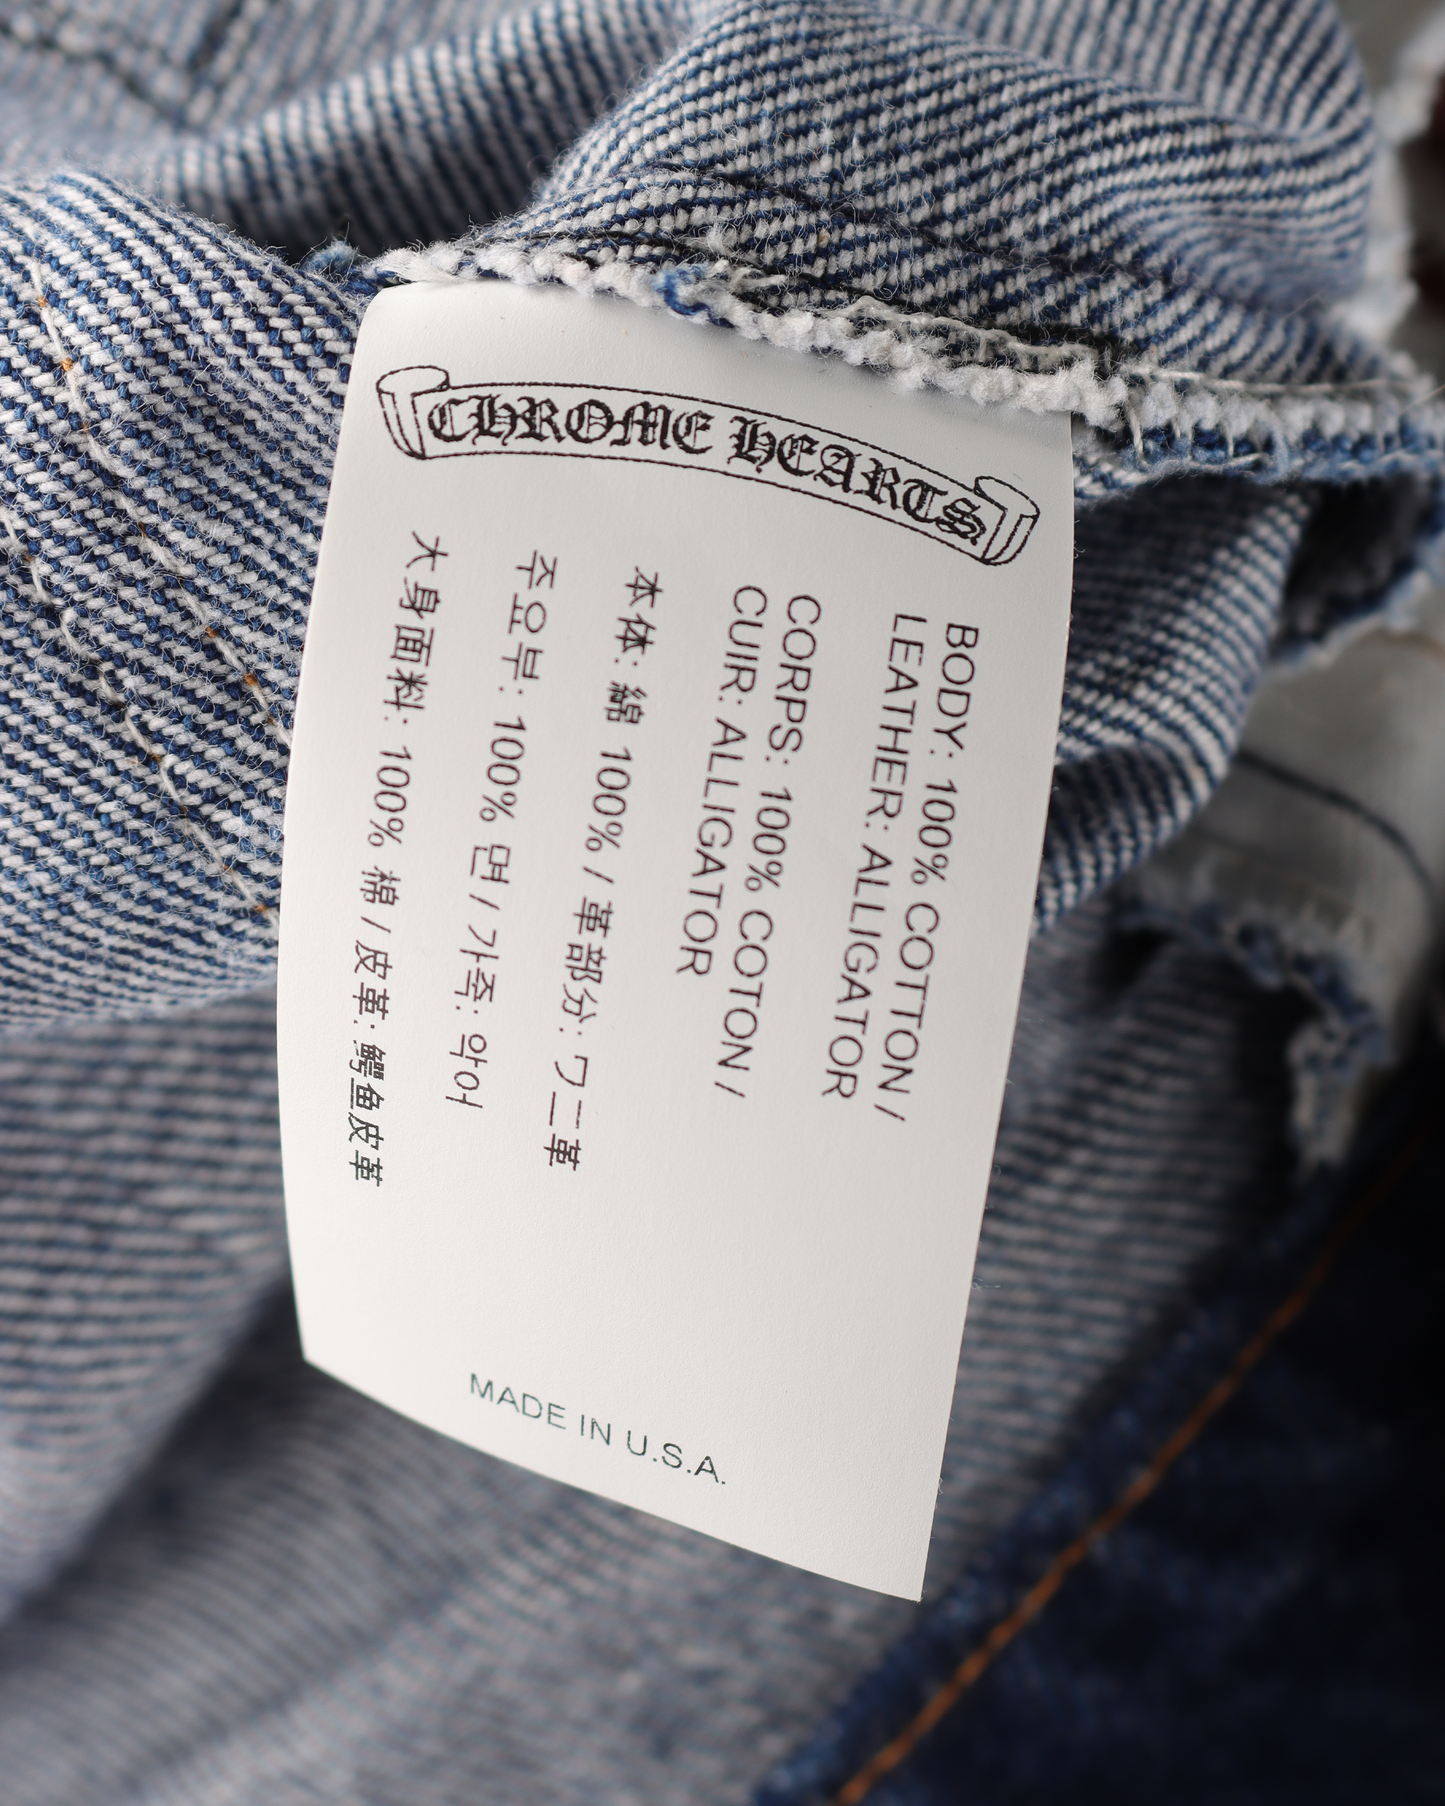 CHROME HEARTS
BODY: 100% COTTON /
LEATHER: ALLIGATOR
CORPS: 100% COTON /
CUIR: ALLIGATOR
本体: 綿 100% / 革部分: ワニ革
주요부: 100% 면 / 가죽: 악어
大身面料: 100% 棉 / 皮革: 鳄鱼皮革
MADE IN U.S.A.